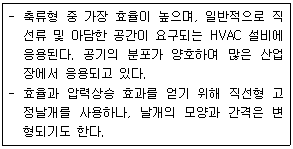 - 축류형 중 가장 효율이 높으며, 일반적으로 직
선류 및 아담한 공간이 요구되는 HVAC 설비에
응용된다. 공기의 분포가 양호하여 많은 산업
장에서 응용되고 있다.
- 효율과 압력상승 효과를 얻기 위해 직선형 고
정날개를 사용하나, 날개의 모양과 간격은 변
형되기도 한다.